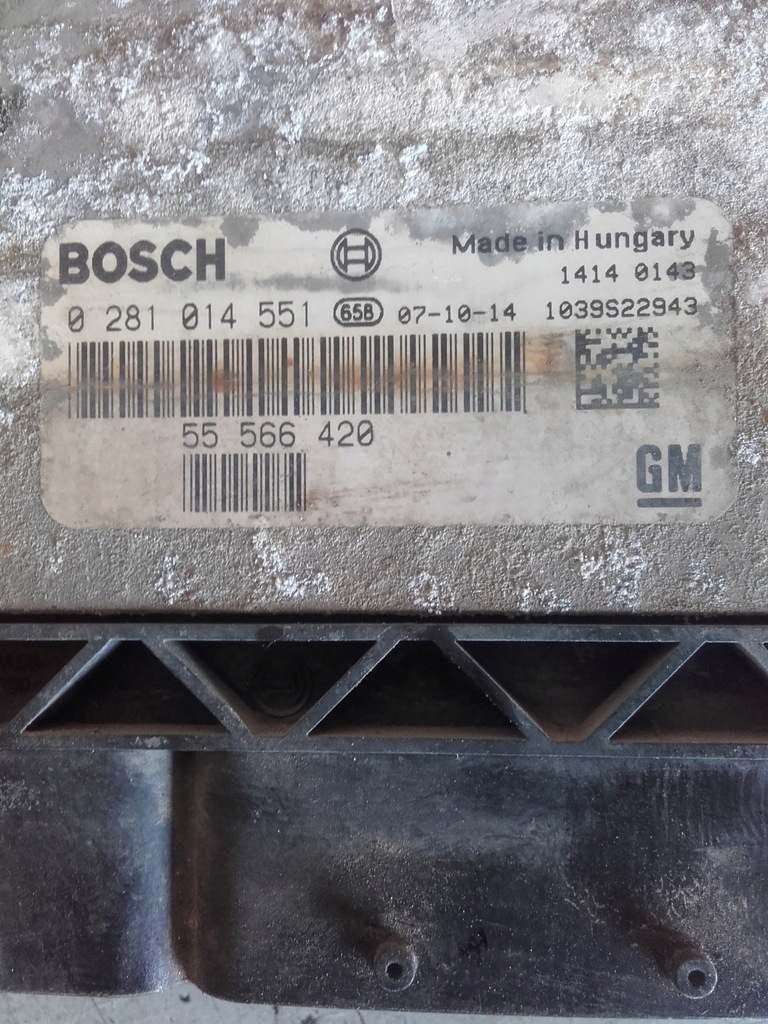 BOSCH
Made in Hungary
1414 0143
0 281 014 551 658 07-10-14 1039S22943
55 566 420
GM